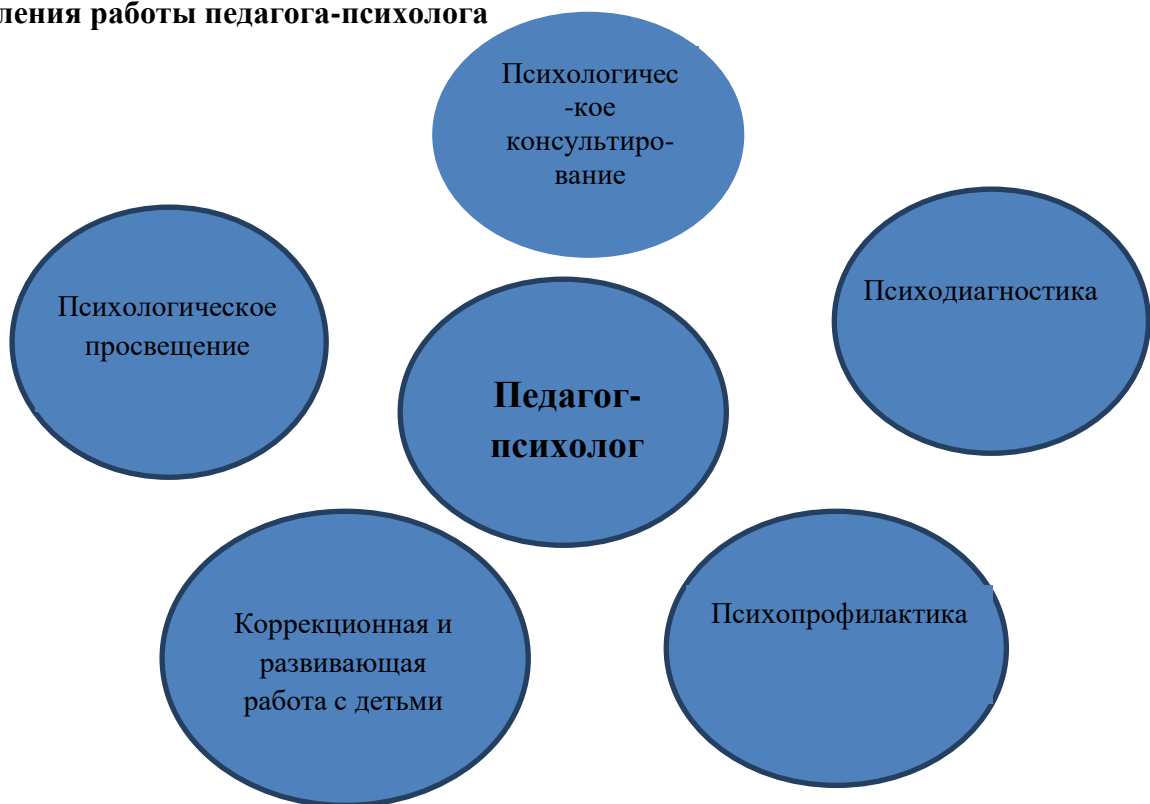 ления работы педагога-психолога
Психологичес
-кое
консультиро-
вание
Психологическое
просвещение
Психодиагностика
Педагог-
психолог
Коррекционная и
развивающая
работа с детьми
Психопрофилактика